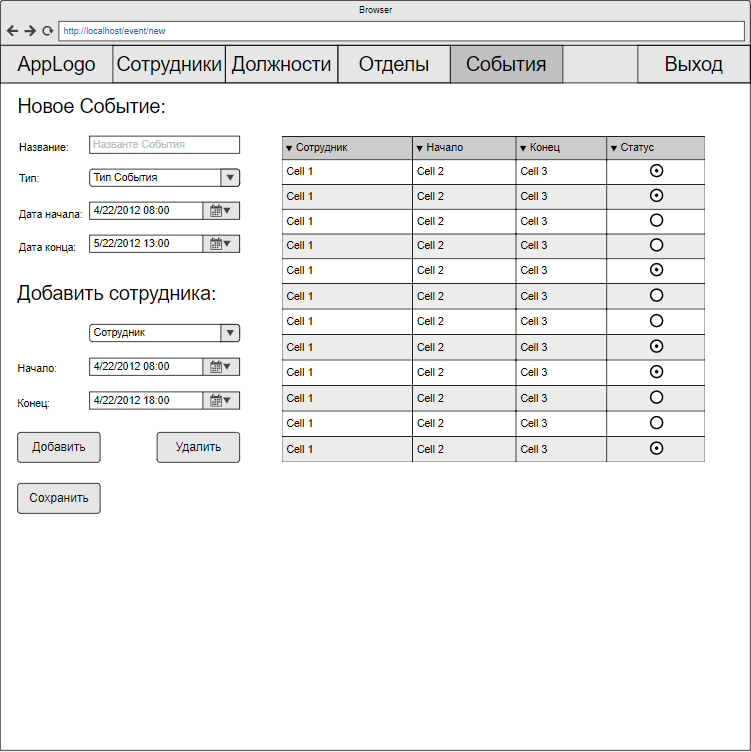 Browser
http://localhost/event/new
AppLogo Сотрудники Должности Отделы События Выход
Новое Событие:
Название: Названте События
Тип: Тип События
Дата начала: 4/22/2012 08:00
Дата конца: 5/22/2012 13:00
Добавить сотрудника:
Сотрудник
Начало: 4/22/2012 08:00
Конец: 4/22/2012 18:00
Добавить Удалить
Сохранить
Сотрудник Начало Конец Статус
Cell 1 Cell 2 Cell 3
Cell 1 Cell 2 Cell 3
Cell 1 Cell 2 Cell 3
Cell 1 Cell 2 Cell 3
Cell 1 Cell 2 Cell 3
Cell 1 Cell 2 Cell 3
Cell 1 Cell 2 Cell 3
Cell 1 Cell 2 Cell 3
Cell 1 Cell 2 Cell 3
Cell 1 Cell 2 Cell 3
Cell 1 Cell 2 Cell 3
Cell 1 Cell 2 Cell 3